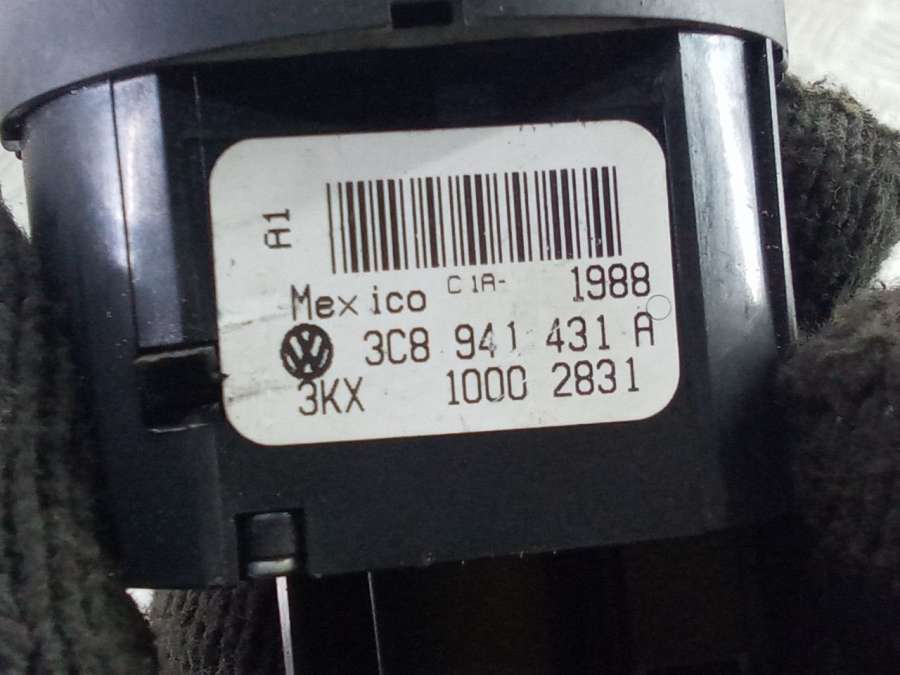 A1
Mexico C1A- 1988
3C8 941 431 A
3KX 1000 2831